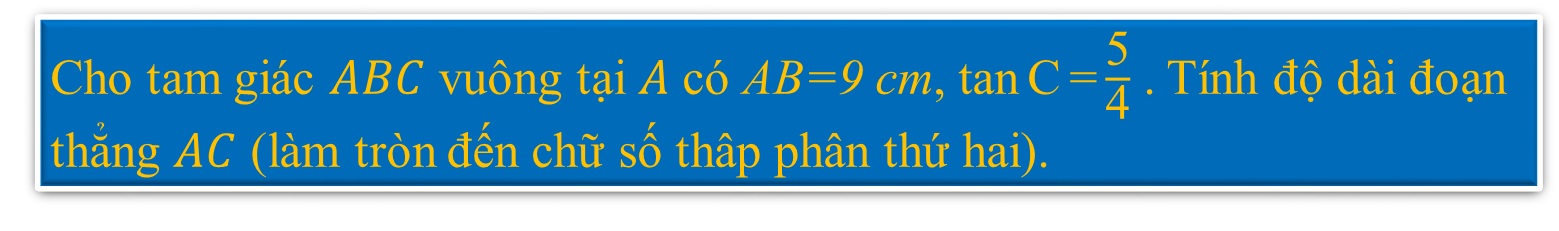 Cho tam giác ABC vuông tại A có AB=9 cm, tan C = 5/4 . Tính độ dài đoạn
thẳng AC (làm tròn đến chữ số thâp phân thứ hai).